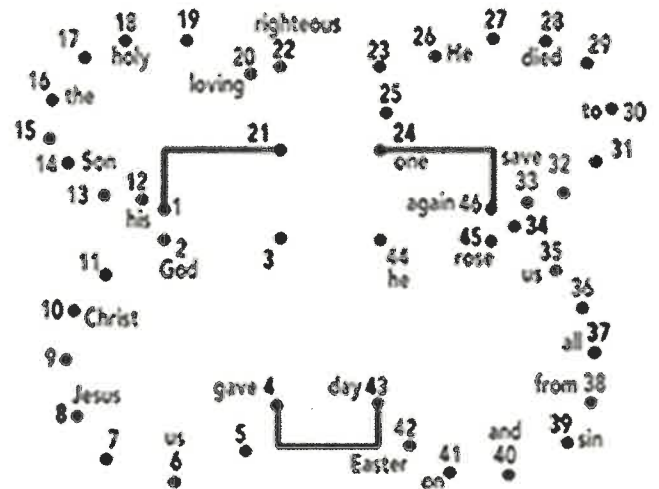 18 19 righteous 27 28
17 holy 20 22 23 26 He died 29
16 the loving 25 to 30
15 21 24 31
14 Son one save 32
13 12 his 1 again 46 33 34
11 2 God 3 44 he 45 rose us 35
10 Christ 36
9 all 37
Jesus gave 4 day 43 from 38
8 us 5 42 and 39 sin
7 6 Easter 41 on 40